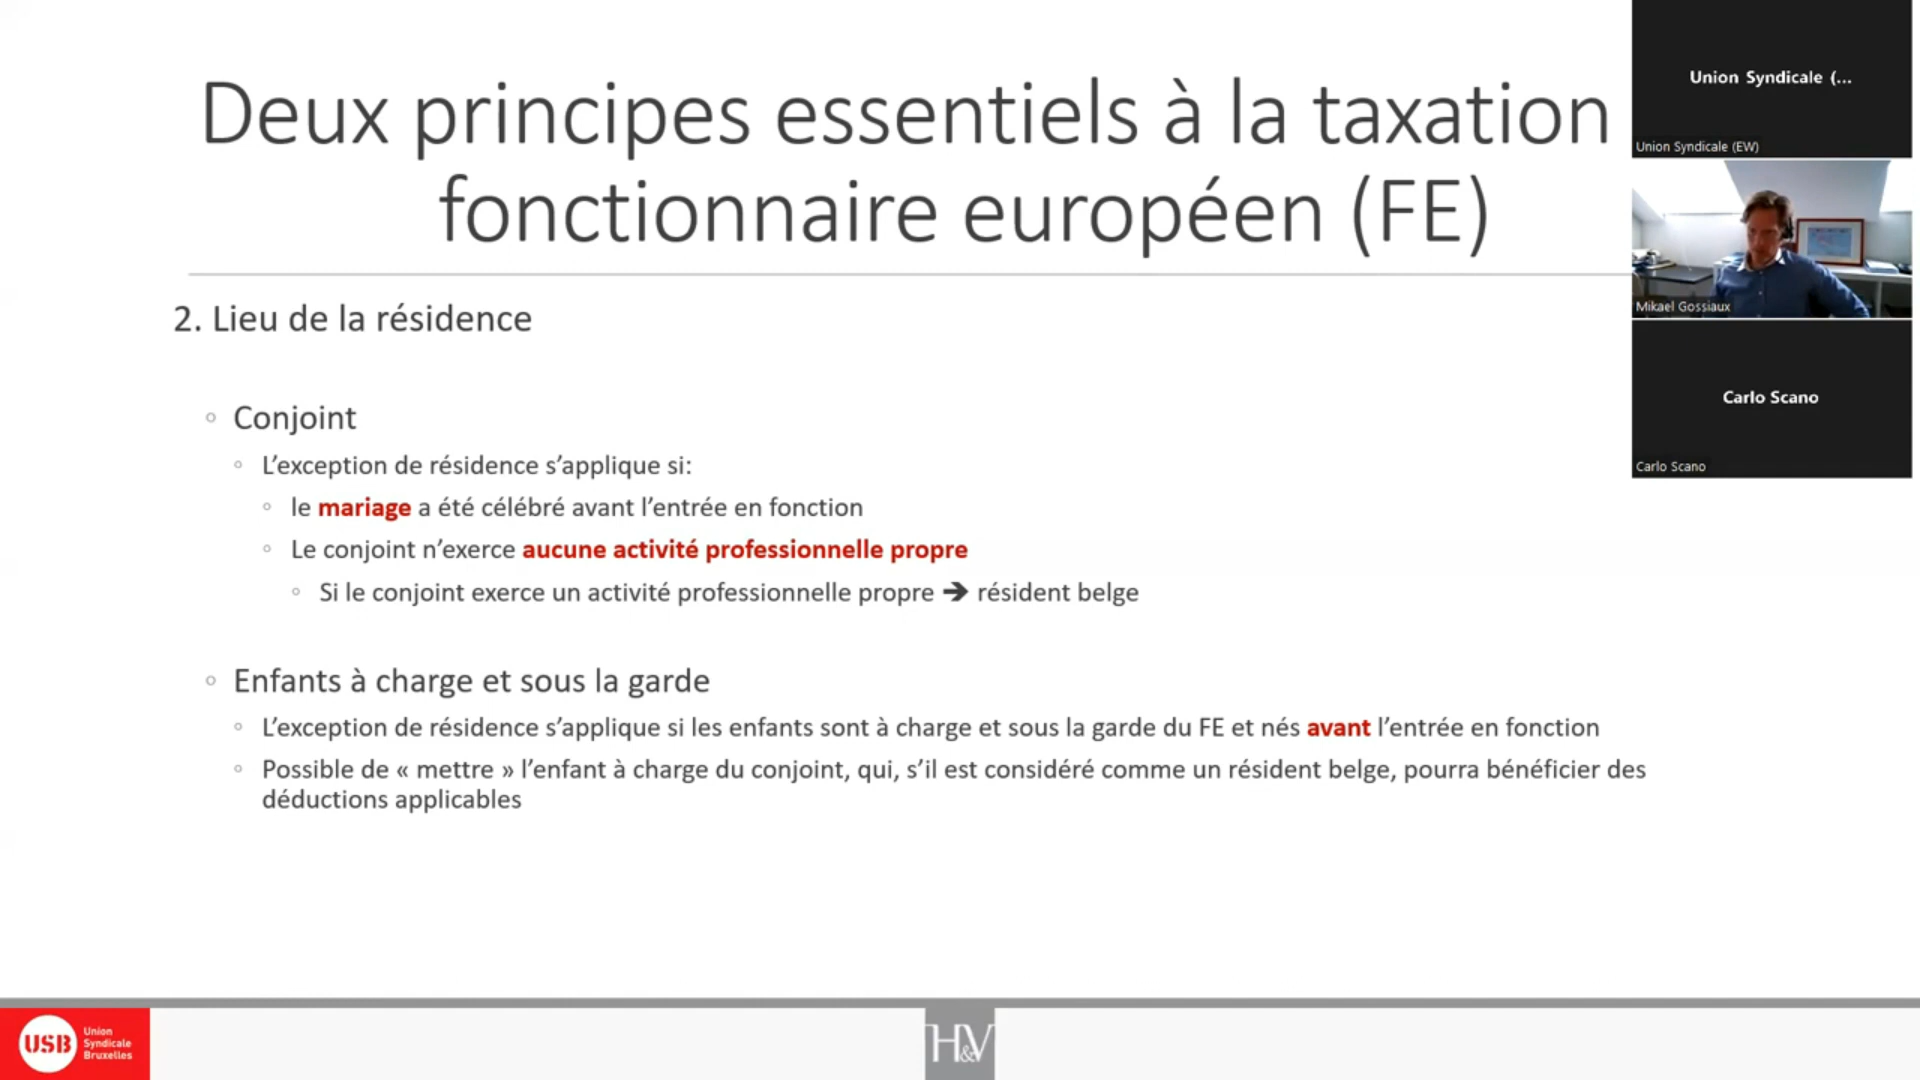 Deux principes essentiels à la taxation
fonctionnaire européen (FE)
2. Lieu de la résidence
Conjoint
L’exception de résidence s’applique si:
le mariage a été célébré avant l’entrée en fonction
Le conjoint n’exerce aucune activité professionnelle propre
Si le conjoint exerce un activité professionnelle propre ➔ résident belge
Enfants à charge et sous la garde
L’exception de résidence s’applique si les enfants sont à charge et sous la garde du FE et nés avant l’entrée en fonction
Possible de « mettre » l’enfant à charge du conjoint, qui, s’il est considéré comme un résident belge, pourra bénéficier des
déductions applicables
Union Syndicale (...
Union Syndicale (EW)
Mikael Gossiaux
Carlo Scano
Carlo Scano
USB
Union
Syndicale
Bruxelles
H&V